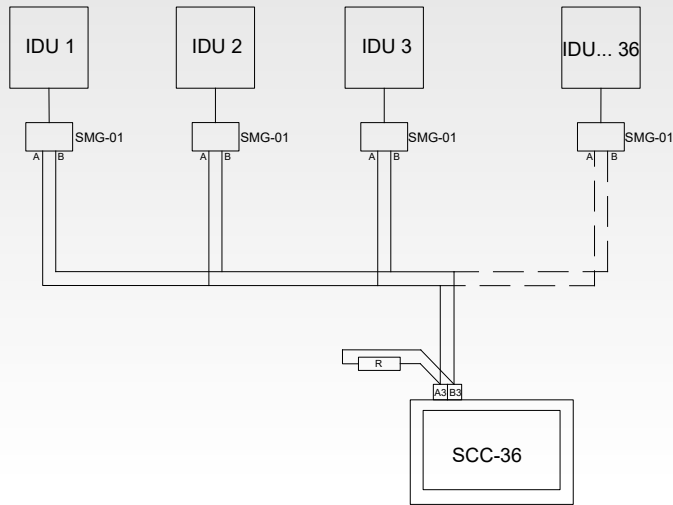 IDU 1
IDU 2
IDU 3
IDU... 36
SMG-01
SMG-01
SMG-01
SMG-01
A B
A B
A B
A B
R
A3 B3
SCC-36